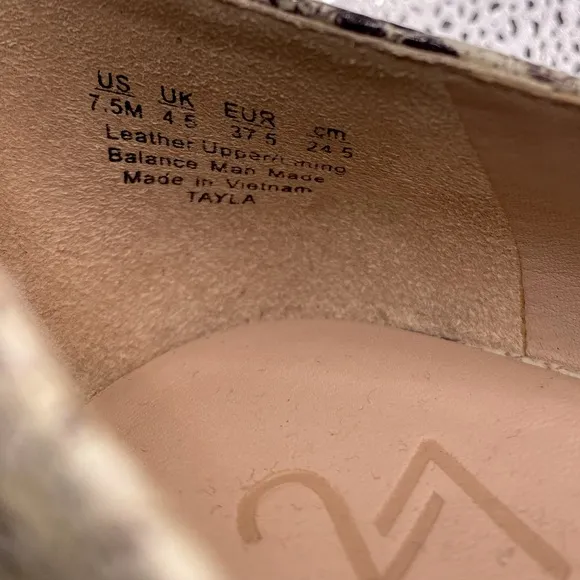 US UK EUR cm
7.5M 4.5 37.5 24.5
Leather Upper/Lining
Balance Man Made
Made in Vietnam
TAYLA